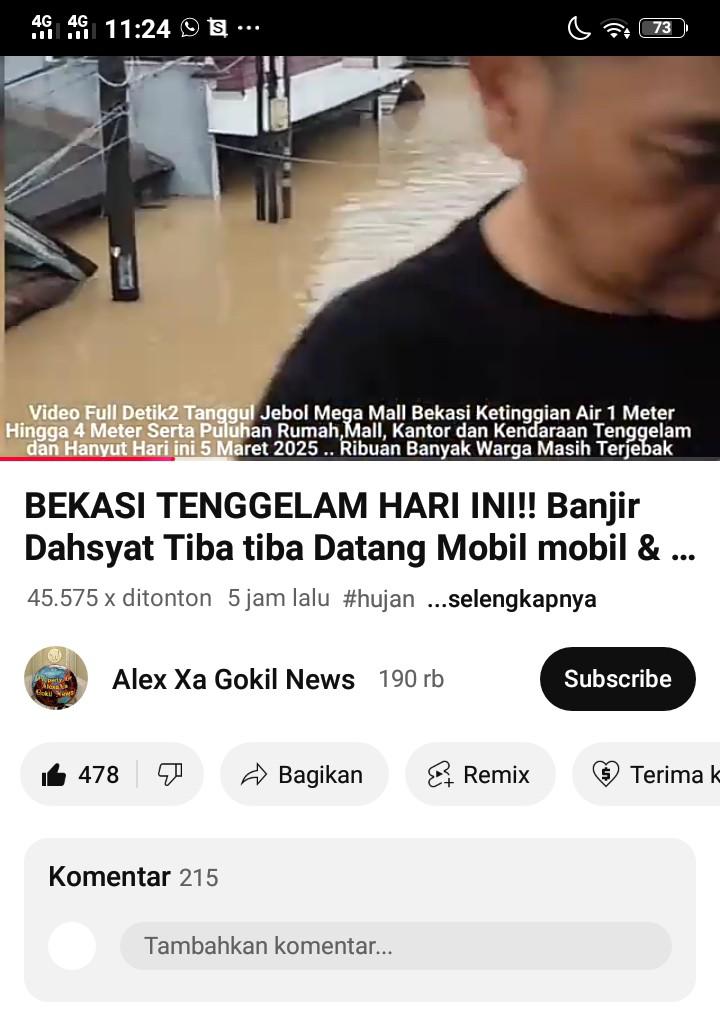 4G 4G 11:24 73
Video Full Detik2 Tanggul Jebol Mega Mall Bekasi Ketinggian Air 1 Meter
Hingga 4 Meter Serta Puluhan Rumah,Mall, Kantor dan Kendaraan Tenggelam
dan Hanyut Hari ini 5 Maret 2025 .. Ribuan Banyak Warga Masih Terjebak
BEKASI TENGGELAM HARI INI!! Banjir
Dahsyat Tiba tiba Datang Mobil mobil & ...
45.575 x ditonton 5 jam lalu #hujan ...selengkapnya
Alex Xa Gokil News 190 rb Subscribe
478 Bagikan Remix Terima k
Komentar 215
Tambahkan komentar...